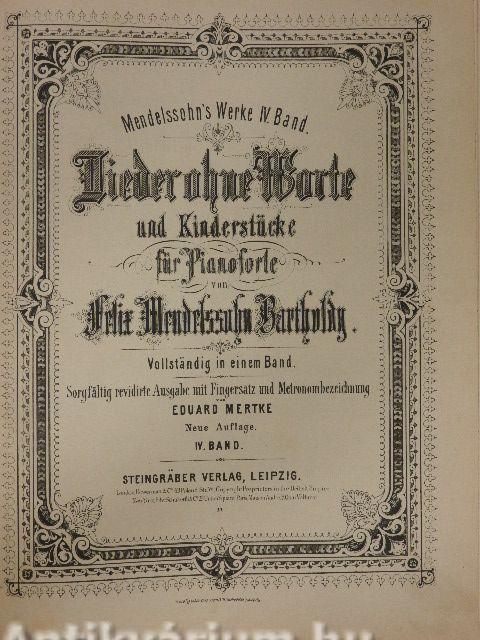 Mendelssohn's Werke IV. Band.
Lieder ohne Worte
und Kinderstücke
für Pianoforte
von
Felix Mendelssohn Bartholdy.
Vollständig in einem Band.
Sorgfältig revidirte Ausgabe mit Fingersatz und Metronombezeichnung
von
EDUARD MERTKE
Neue Auflage.
IV. BAND.
STEINGRÄBER VERLAG, LEIPZIG.
Antikvárium.hu